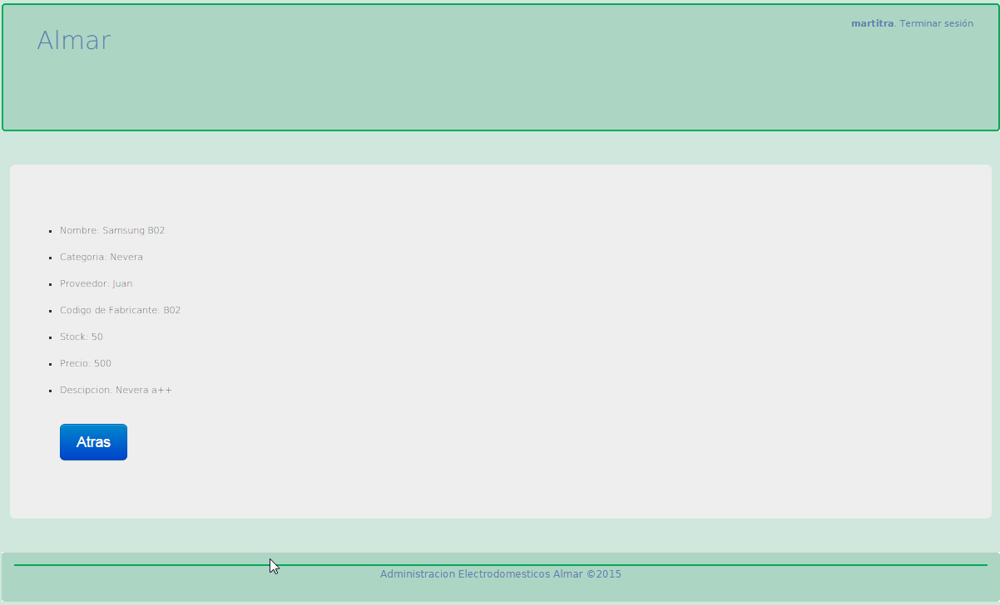 Almar
martitra. Terminar sesión
Nombre: Samsung B02
Categoria: Nevera
Proveedor: Juan
Codigo de Fabricante: B02
Stock: 50
Precio: 500
Descipcion: Nevera a++
Atras
Administracion Electrodomesticos Almar ©2015